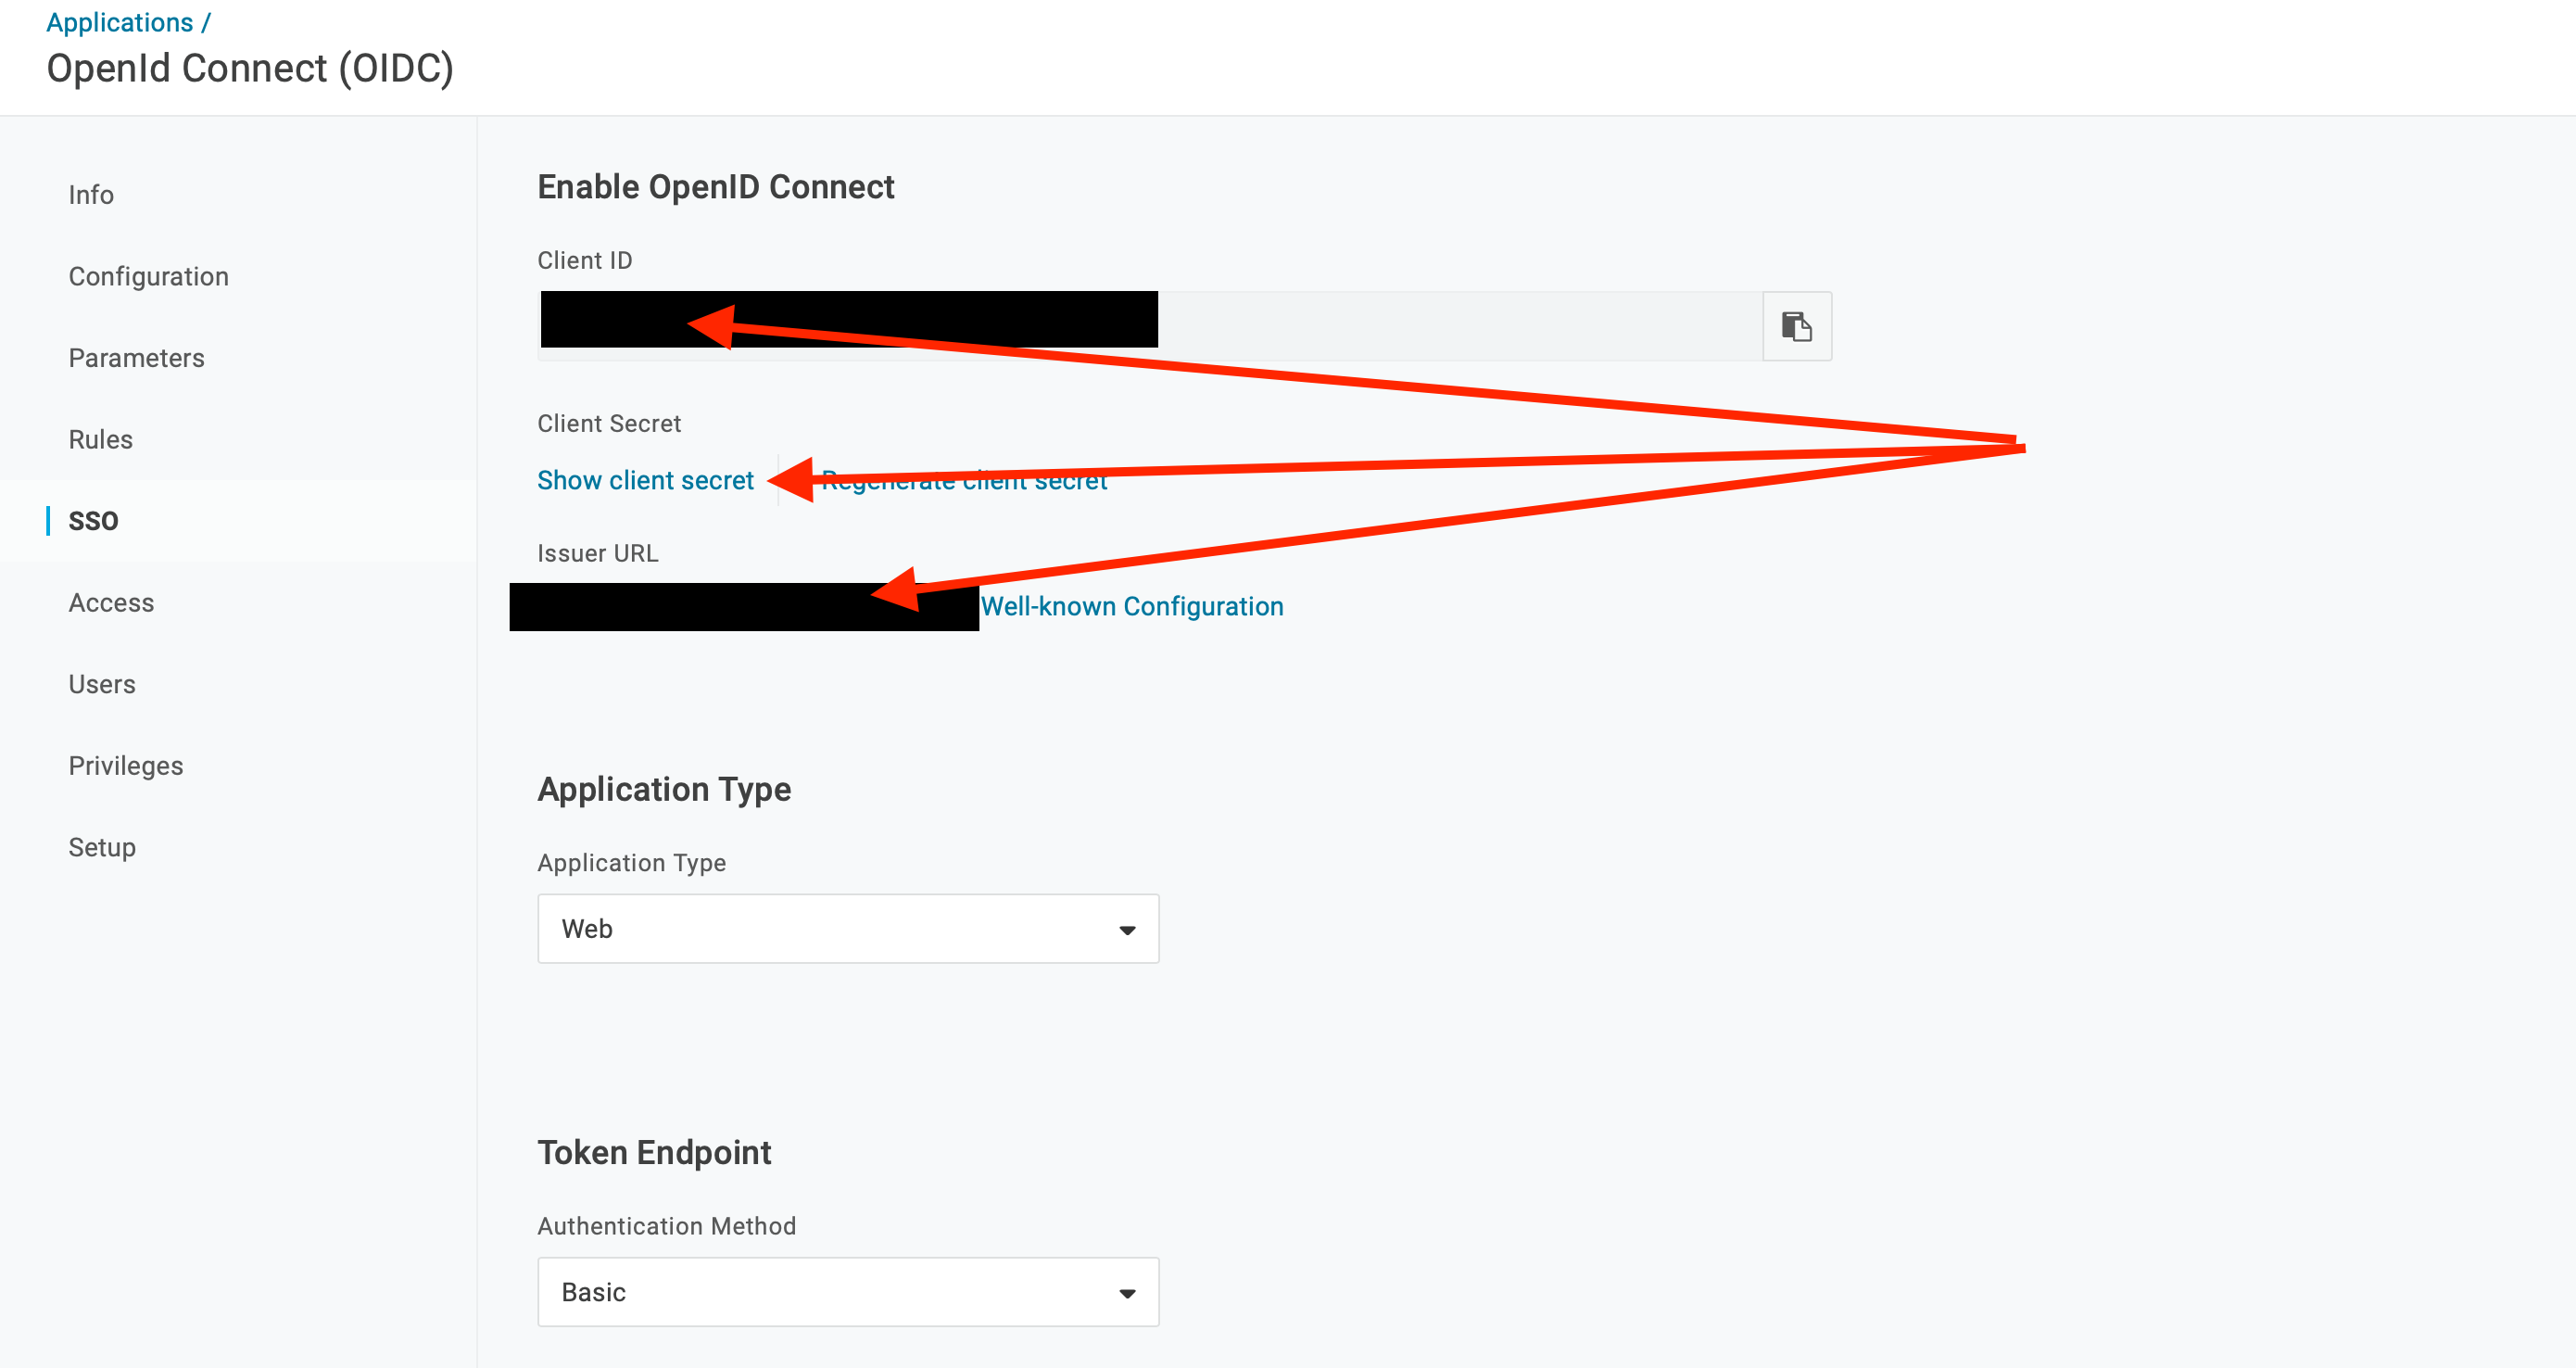 Applications /
OpenId Connect (OIDC)
Info
Configuration
Parameters
Rules
SSO
Access
Users
Privileges
Setup
Enable OpenID Connect
Client ID
Client Secret
Show client secret
Regenerate client secret
Issuer URL
Well-known Configuration
Application Type
Application Type
Web
Token Endpoint
Authentication Method
Basic